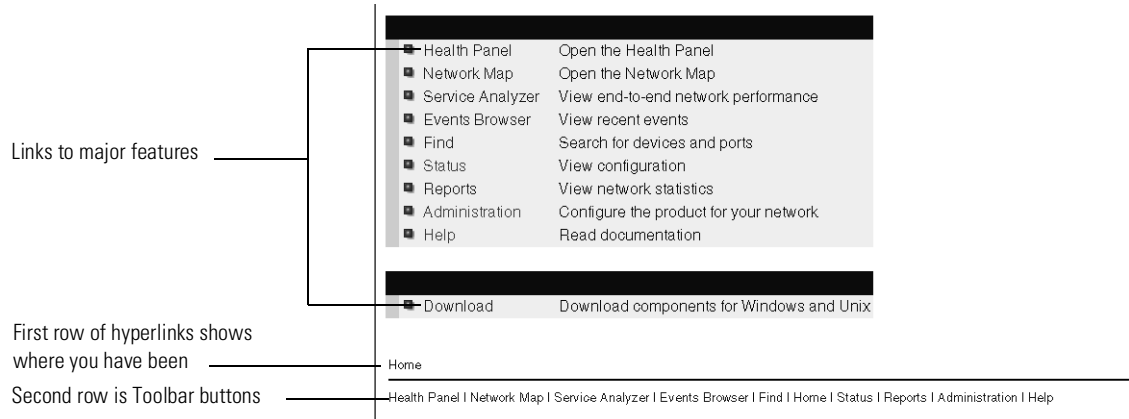 Health Panel Open the Health Panel
Network Map Open the Network Map
Service Analyzer View end-to-end network performance
Events Browser View recent events
Find Search for devices and ports
Links to major features
Status View configuration
Reports View network statistics
Administration Configure the product for your network
Help Read documentation
Download Download components for Windows and Unix
First row of hyperlinks shows
where you have been
Home
Second row is Toolbar buttons
Health Panel | Network Map | Service Analyzer | Events Browser | Find | Home | Status | Reports | Administration | Help